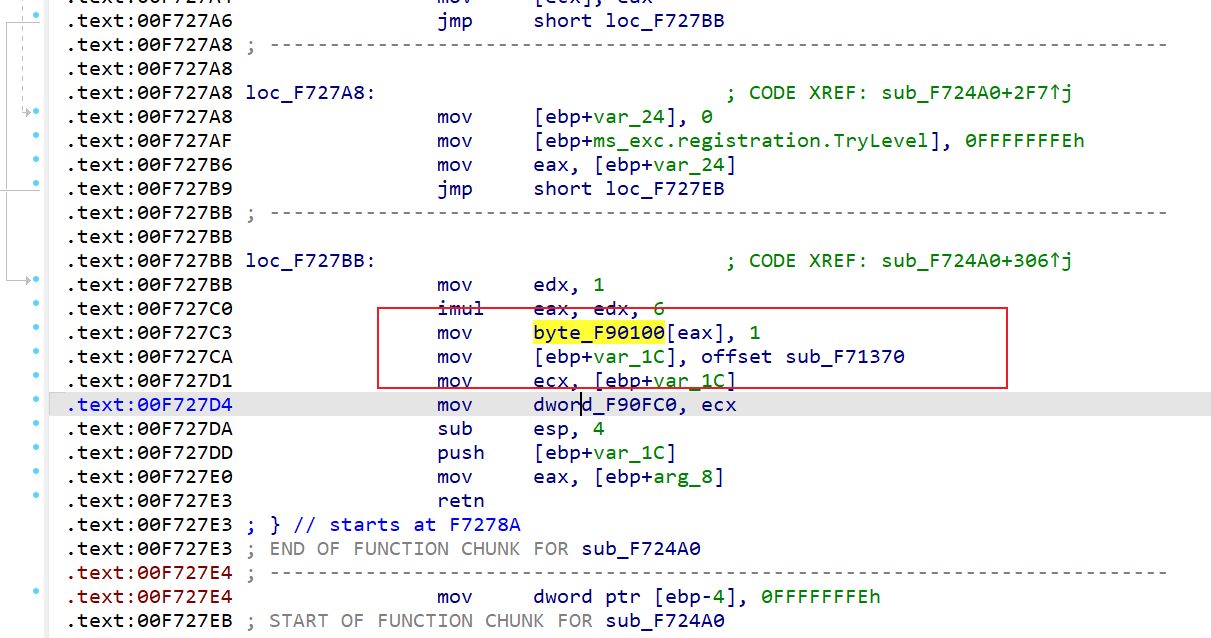 .text:00F727A4 mov [ecx], edx
.text:00F727A6 jmp short loc_F727BB
.text:00F727A8 ; ---------------------------------------------------------------------------
.text:00F727A8
.text:00F727A8 loc_F727A8: ; CODE XREF: sub_F724A0+2F7↑j
.text:00F727A8 mov [ebp+var_24], 0
.text:00F727AF mov [ebp+ms_exc.registration.TryLevel], 0FFFFFFFEh
.text:00F727B6 mov eax, [ebp+var_24]
.text:00F727B9 jmp short loc_F727EB
.text:00F727BB ; ---------------------------------------------------------------------------
.text:00F727BB
.text:00F727BB loc_F727BB: ; CODE XREF: sub_F724A0+306↑j
.text:00F727BB mov edx, 1
.text:00F727C0 imul eax, edx, 6
.text:00F727C3 mov byte_F90100[eax], 1
.text:00F727CA mov [ebp+var_1C], offset sub_F71370
.text:00F727D1 mov ecx, [ebp+var_1C]
.text:00F727D4 mov dword_F90FC0, ecx
.text:00F727DA sub esp, 4
.text:00F727DD push [ebp+var_1C]
.text:00F727E0 mov eax, [ebp+arg_8]
.text:00F727E3 retn
.text:00F727E3 ; } // starts at F7278A
.text:00F727E3 ; END OF FUNCTION CHUNK FOR sub_F724A0
.text:00F727E4 ; ---------------------------------------------------------------------------
.text:00F727E4 mov dword ptr [ebp-4], 0FFFFFFFEh
.text:00F727EB ; START OF FUNCTION CHUNK FOR sub_F724A0